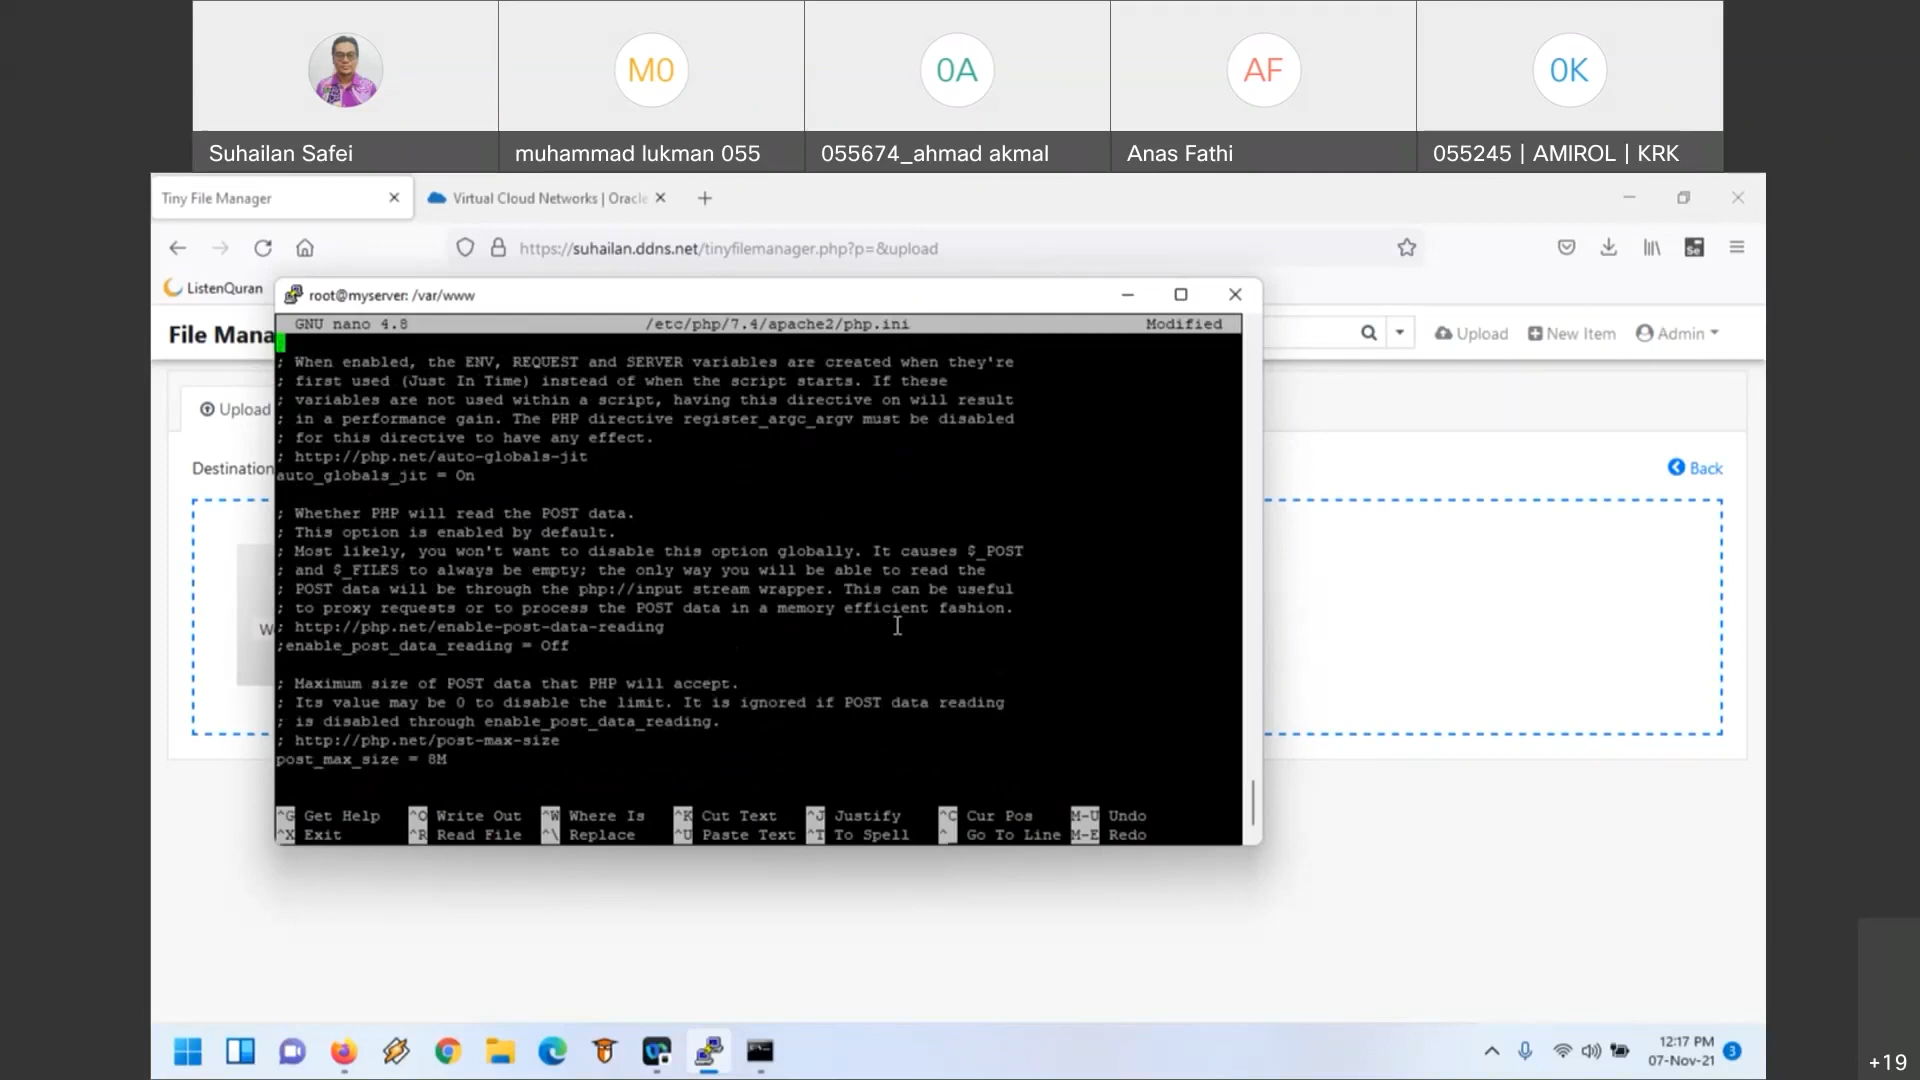 M0
0A
AF
0K
Suhailan Safei
muhammad lukman 055
055674_ahmad akmal
Anas Fathi
055245 | AMIROL | KRK
Tiny File Manager
Virtual Cloud Networks | Oracle
https://suhailan.ddns.net/tinyfilemanager.php?p=&upload
ListenQuran
root@myserver: /var/www
File Mana
Upload
New Item
Admin
GNU nano 4.8 /etc/php/7.4/apache2/php.ini Modified
; When enabled, the ENV, REQUEST and SERVER variables are created when they're
; first used (Just In Time) instead of when the script starts. If these
; variables are not used within a script, having this directive on will result
; in a performance gain. The PHP directive register_argc_argv must be disabled
; for this directive to have any effect.
; http://php.net/auto-globals-jit
auto_globals_jit = On
; Whether PHP will read the POST data.
; This option is enabled by default.
; Most likely, you won't want to disable this option globally. It causes $_POST
; and $_FILES to always be empty; the only way you will be able to read the
; POST data will be through the php://input stream wrapper. This can be useful
; to proxy requests or to process the POST data in a memory efficient fashion.
; http://php.net/enable-post-data-reading
;enable_post_data_reading = Off
; Maximum size of POST data that PHP will accept.
; Its value may be 0 to disable the limit. It is ignored if POST data reading
; is disabled through enable_post_data_reading.
; http://php.net/post-max-size
post_max_size = 8M
^G Get Help ^O Write Out ^W Where Is ^K Cut Text ^J Justify ^C Cur Pos M-U Undo
^X Exit ^R Read File ^\ Replace ^U Paste Text ^T To Spell ^_ Go To Line M-E Redo
Upload
Destination
Back
W
12:17 PM
07-Nov-21
3
+19